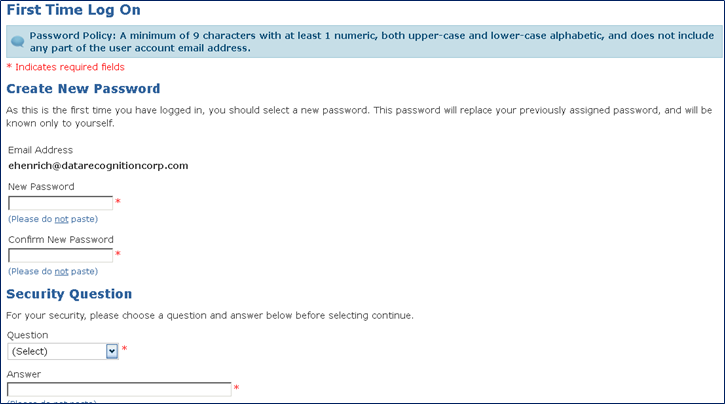 First Time Log On
Password Policy: A minimum of 9 characters with at least 1 numeric, both upper-case and lower-case alphabetic, and does not include
any part of the user account email address.
* Indicates required fields
Create New Password
As this is the first time you have logged in, you should select a new password. This password will replace your previously assigned password, and will be
known only to yourself.
Email Address
ehenrich@datarecognitioncorp.com
New Password
*
(Please do not paste)
Confirm New Password
*
(Please do not paste)
Security Question
For your security, please choose a question and answer below before selecting continue.
Question
(Select) *
Answer
*
(Please do not paste)